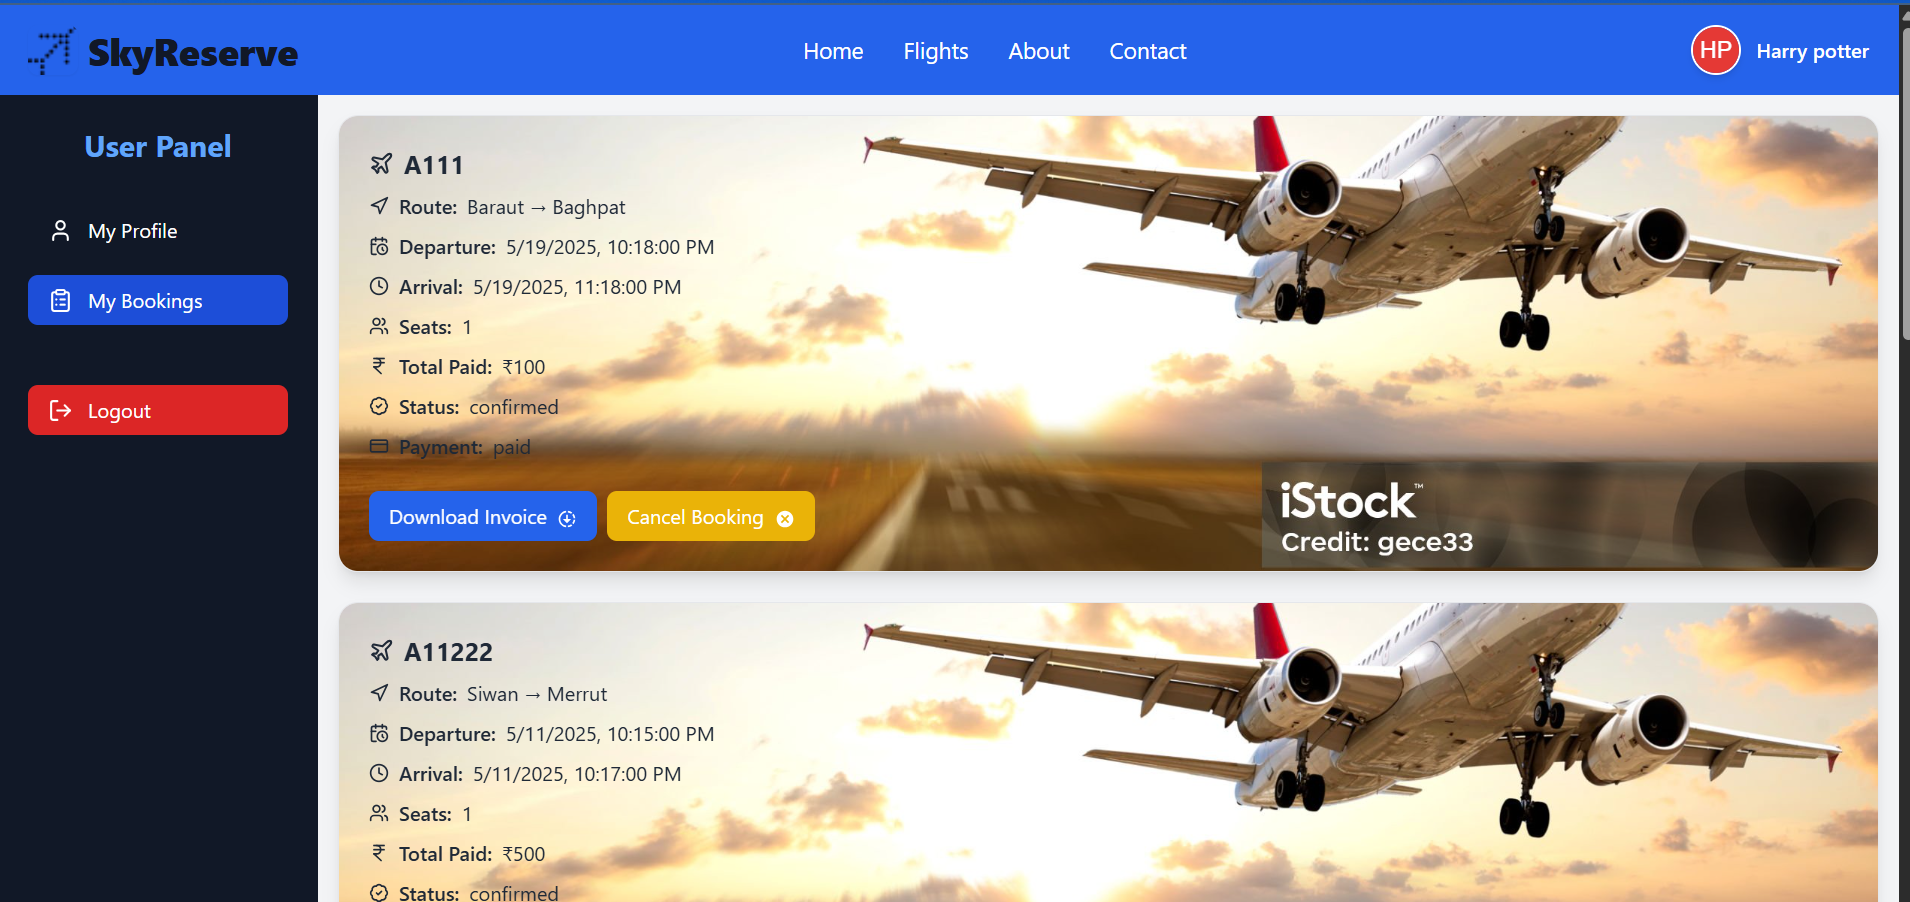 SkyReserve
Home Flights About Contact
HP Harry potter
User Panel
My Profile
My Bookings
Logout
A111
Route: Baraut → Baghpat
Departure: 5/19/2025, 10:18:00 PM
Arrival: 5/19/2025, 11:18:00 PM
Seats: 1
Total Paid: ₹100
Status: confirmed
Payment: paid
Download Invoice
Cancel Booking
iStock™
Credit: gece33
A11222
Route: Siwan → Merrut
Departure: 5/11/2025, 10:15:00 PM
Arrival: 5/11/2025, 10:17:00 PM
Seats: 1
Total Paid: ₹500
Status: confirmed